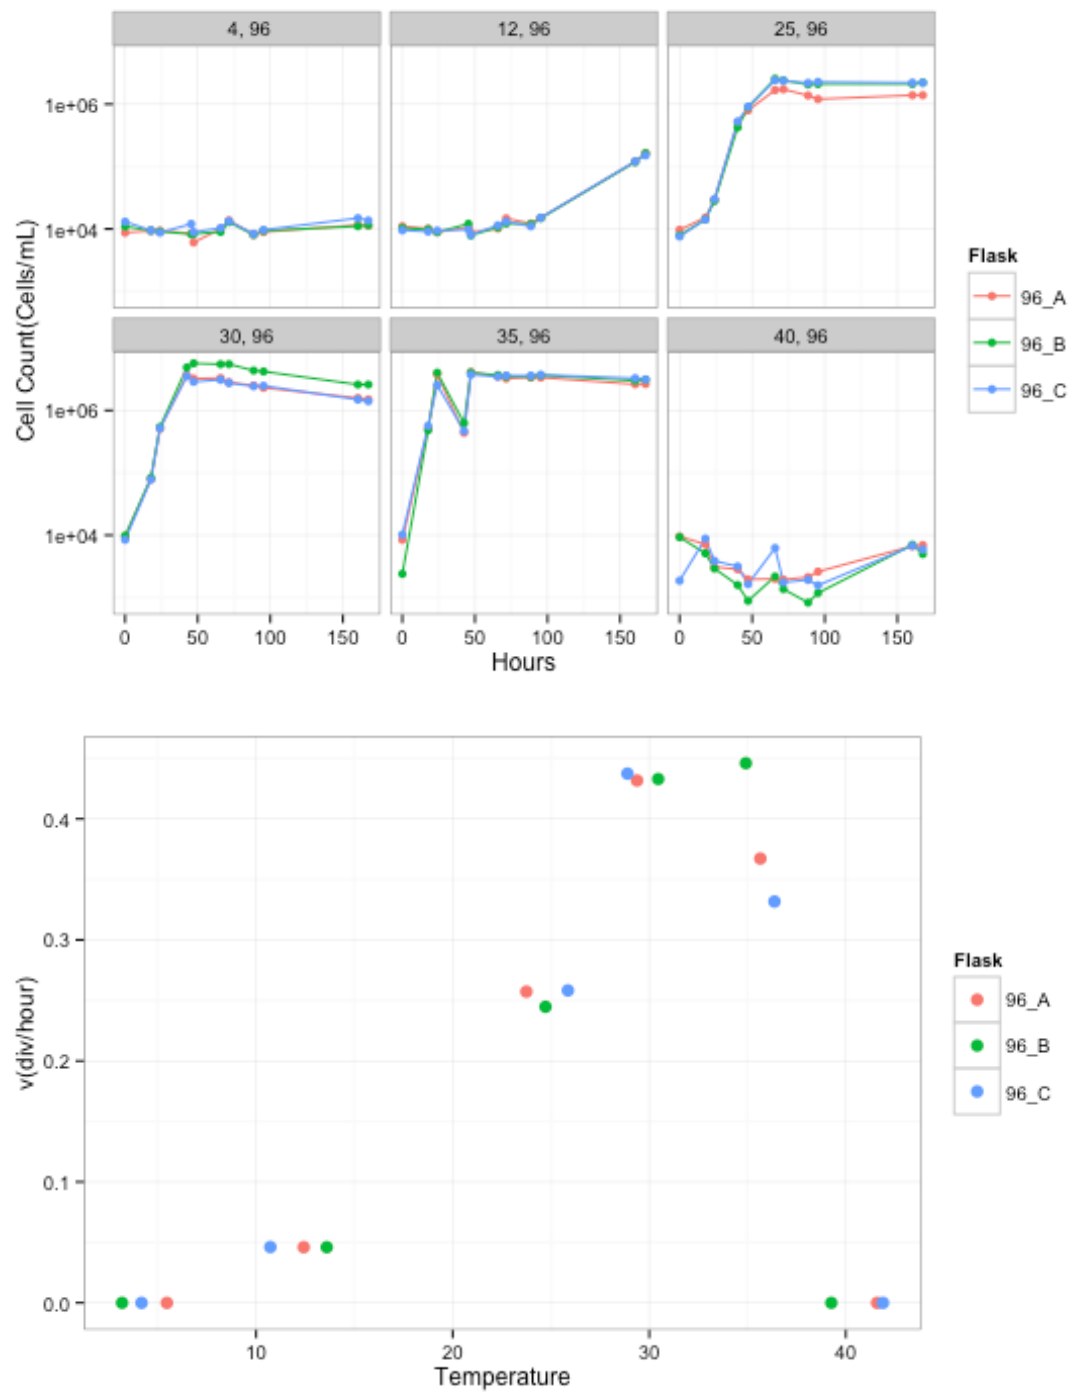 4, 96
12, 96
25, 96
1e+06
1e+04
30, 96
35, 96
40, 96
1e+06
1e+04
Cell Count(Cells/mL)
0 50 100 150
0 50 100 150
0 50 100 150
Hours
Flask
96_A
96_B
96_C
0.4
0.3
0.2
0.1
0.0
v(div/hour)
10 20 30 40
Temperature
Flask
96_A
96_B
96_C